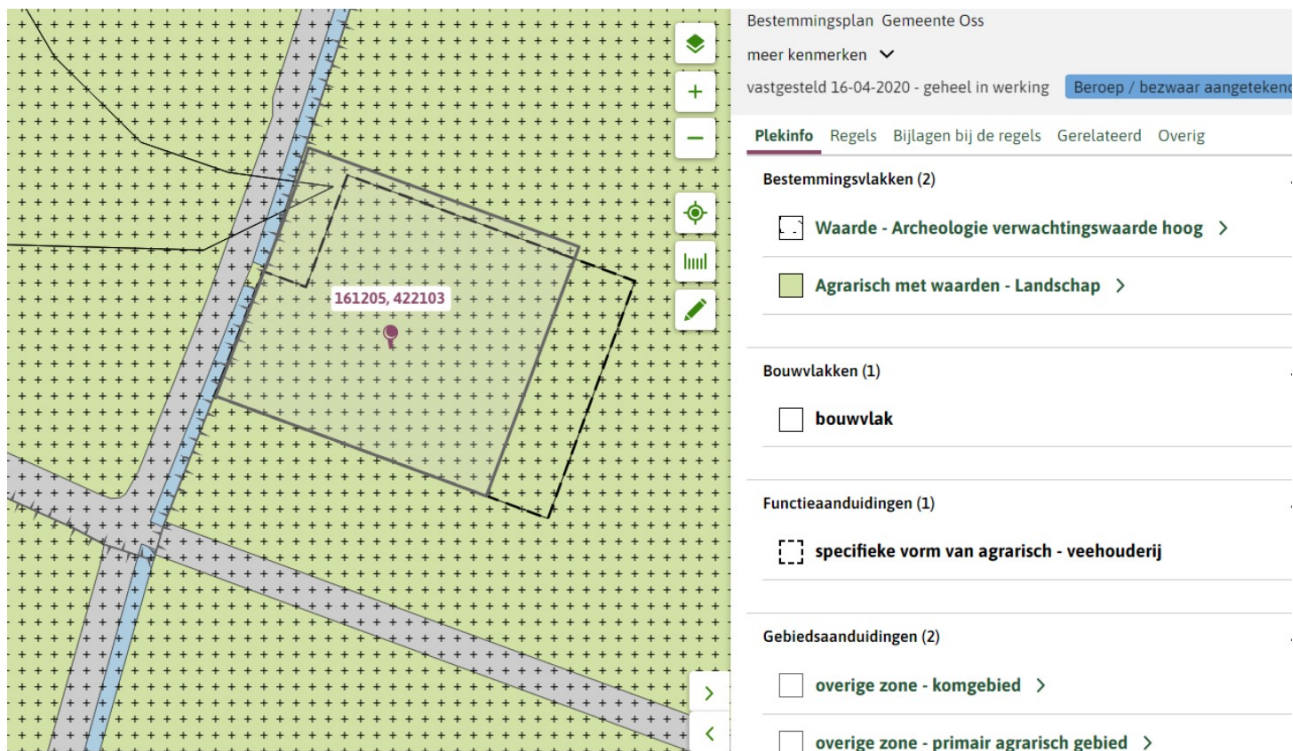 Bestemmingsplan Gemeente Oss
meer kenmerken
vastgesteld 16-04-2020 - geheel in werking Beroep / bezwaar aangetekend
Plekinfo Regels Bijlagen bij de regels Gerelateerd Overig
Bestemmingsvlakken (2)
Waarde - Archeologie verwachtingswaarde hoog
Agrarisch met waarden - Landschap
161205, 422103
Bouwvlakken (1)
bouwvlak
Functieaanduidingen (1)
specifieke vorm van agrarisch - veehouderij
Gebiedsaanduidingen (2)
overige zone - komgebied
overige zone - primair agrarisch gebied